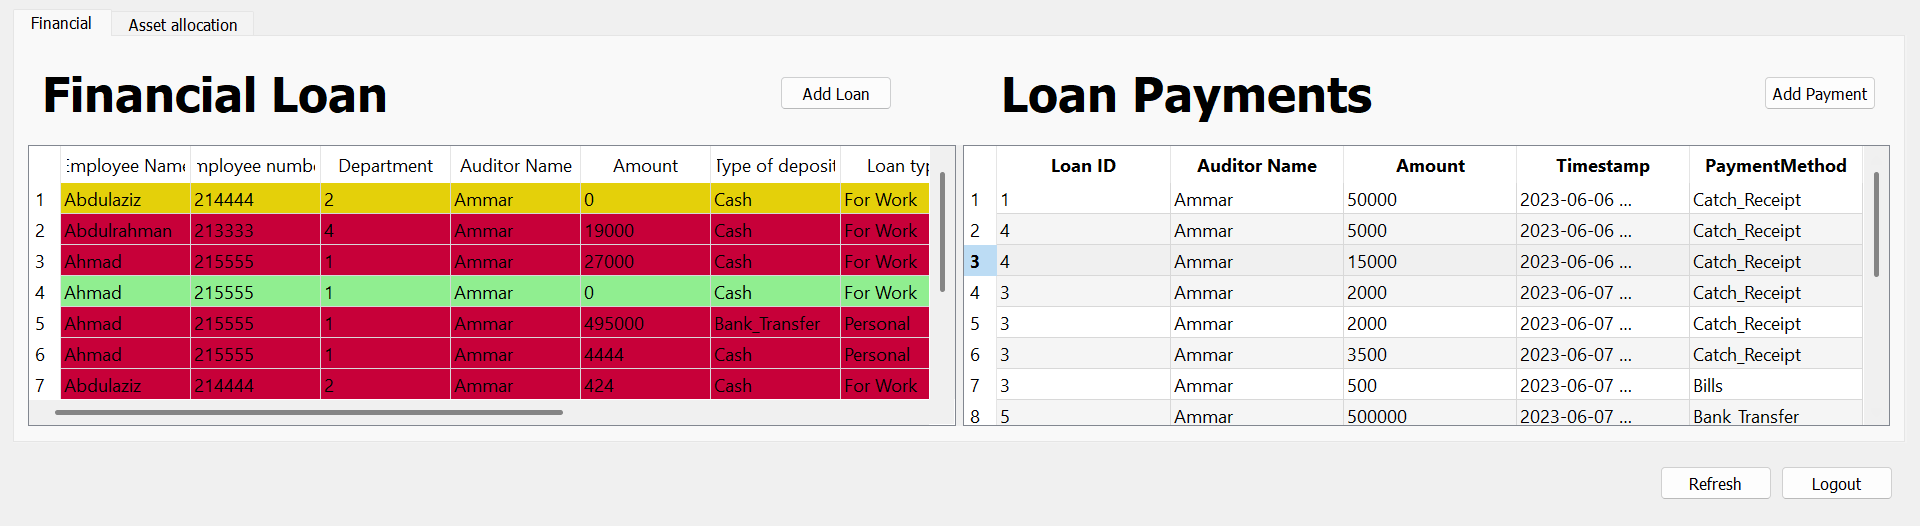 Financial Asset allocation
Financial Loan Add Loan
Employee Name mployee numbe Department Auditor Name Amount Type of deposit Loan typ
1 Abdulaziz 214444 2 Ammar 0 Cash For Work
2 Abdulrahman 213333 4 Ammar 19000 Cash For Work
3 Ahmad 215555 1 Ammar 27000 Cash For Work
4 Ahmad 215555 1 Ammar 0 Cash For Work
5 Ahmad 215555 1 Ammar 495000 Bank_Transfer Personal
6 Ahmad 215555 1 Ammar 4444 Cash Personal
7 Abdulaziz 214444 2 Ammar 424 Cash For Work
Loan Payments Add Payment
Loan ID Auditor Name Amount Timestamp PaymentMethod
1 1 Ammar 50000 2023-06-06 ... Catch_Receipt
2 4 Ammar 5000 2023-06-06 ... Catch_Receipt
3 4 Ammar 15000 2023-06-06 ... Catch_Receipt
4 3 Ammar 2000 2023-06-07 ... Catch_Receipt
5 3 Ammar 2000 2023-06-07 ... Catch_Receipt
6 3 Ammar 3500 2023-06-07 ... Catch_Receipt
7 3 Ammar 500 2023-06-07 ... Bills
8 5 Ammar 500000 2023-06-07 ... Bank_Transfer
Refresh Logout